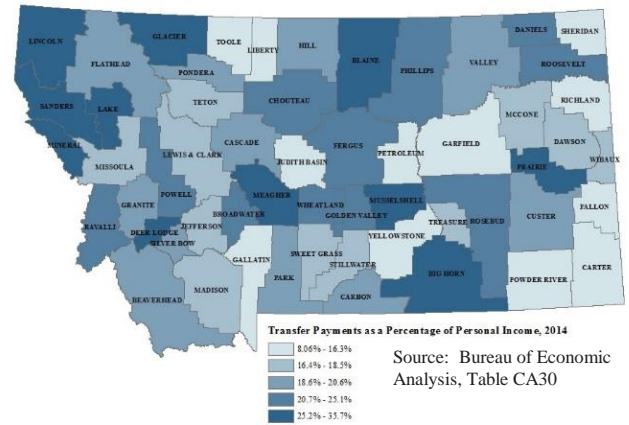 LINCOLN
GLACIER
TOOLE
LIBERTY
HILL
BLAINE
PHILLIPS
VALLEY
DANIELS
SHERIDAN
FLATHEAD
PONDERA
ROOSEVELT
SANDERS
LAKE
TETON
CHOUTEAU
MCCONE
RICHLAND
MINERAL
MISSOULA
LEWIS & CLARK
CASCADE
JUDITH BASIN
FERGUS
PETROLEUM
GARFIELD
DAWSON
PRAIRIE
WIBAUX
POWELL
GRANITE
MEAGHER
WHEATLAND
MUSSELSHELL
RAVALLI
DEER LODGE
JEFFERSON
BROADWATER
GOLDEN VALLEY
TREASURE
ROSEBUD
CUSTER
FALLON
SILVER BOW
GALLATIN
SWEET GRASS
YELLOWSTONE
STILLWATER
BIG HORN
BEAVERHEAD
MADISON
PARK
CARBON
POWDER RIVER
CARTER
Transfer Payments as a Percentage of Personal Income, 2014
8.06% - 16.3%
16.4% - 18.5%
18.6% - 20.6%
20.7% - 25.1%
25.2% - 35.7%
Source: Bureau of Economic
Analysis, Table CA30